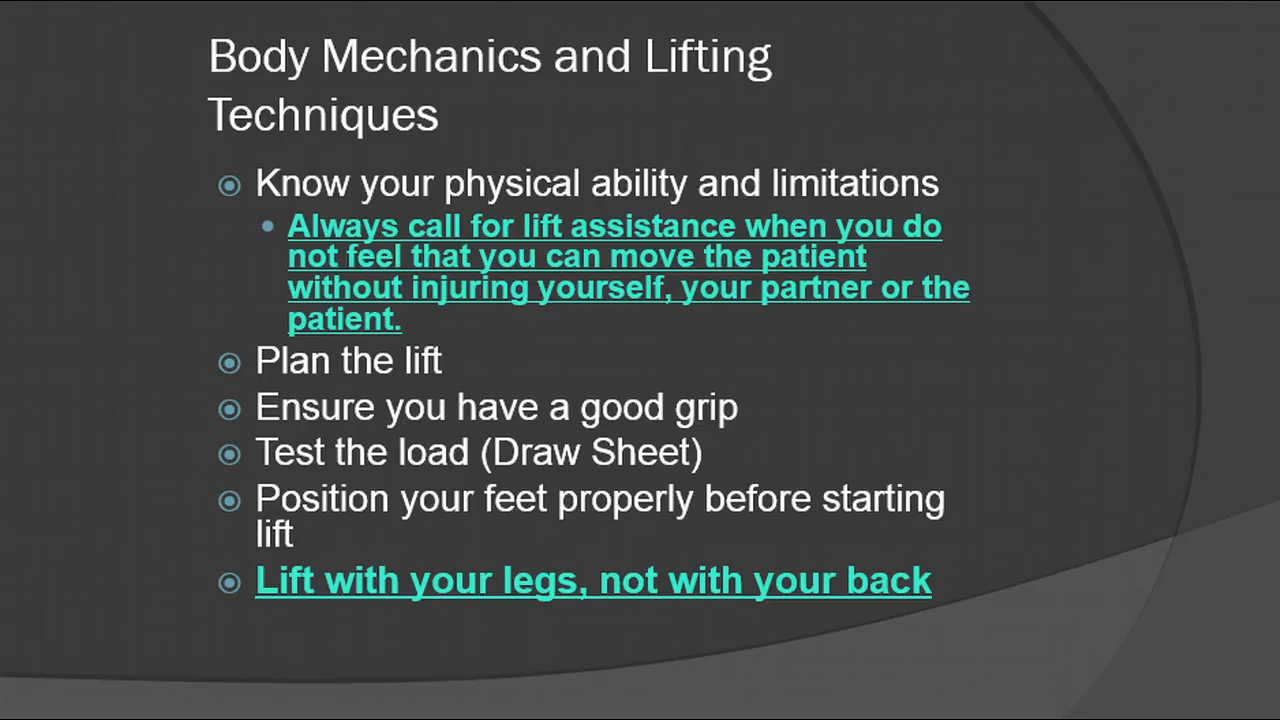 Body Mechanics and Lifting
Techniques
Know your physical ability and limitations
Always call for lift assistance when you do
not feel that you can move the patient
without injuring yourself, your partner or the
patient.
Plan the lift
Ensure you have a good grip
Test the load (Draw Sheet)
Position your feet properly before starting
lift
Lift with your legs, not with your back